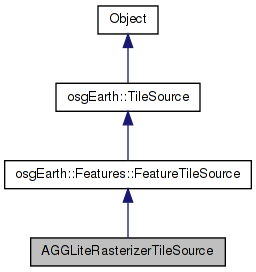 Object
osgEarth::TileSource
osgEarth::Features::FeatureTileSource
AGGLiteRasterizerTileSource